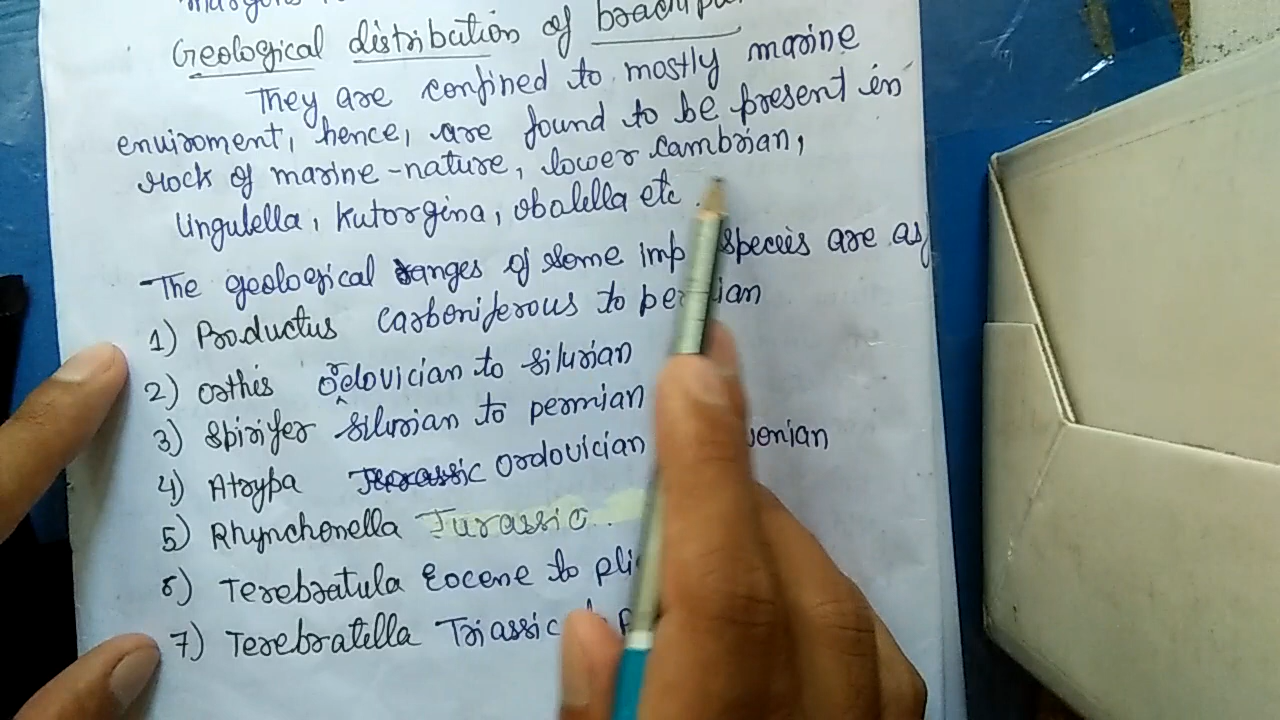 Geological distribution of
They are confined to mostly marine
enviroment, hence, are found to be present in
rock of marine-nature, lower cambrian,
Lingulella, Kutorgina, obolella etc.
The geological ranges of some imp species are as
1) Productus Carboniferous to
2) Orthis Ordovician to silurian
3) Spirifer Silurian to permian
4) Atrypa Ordovician
5) Rhynchonella Jurassic.
6) Terebratula Eocene to
7) Terebratella Triassic